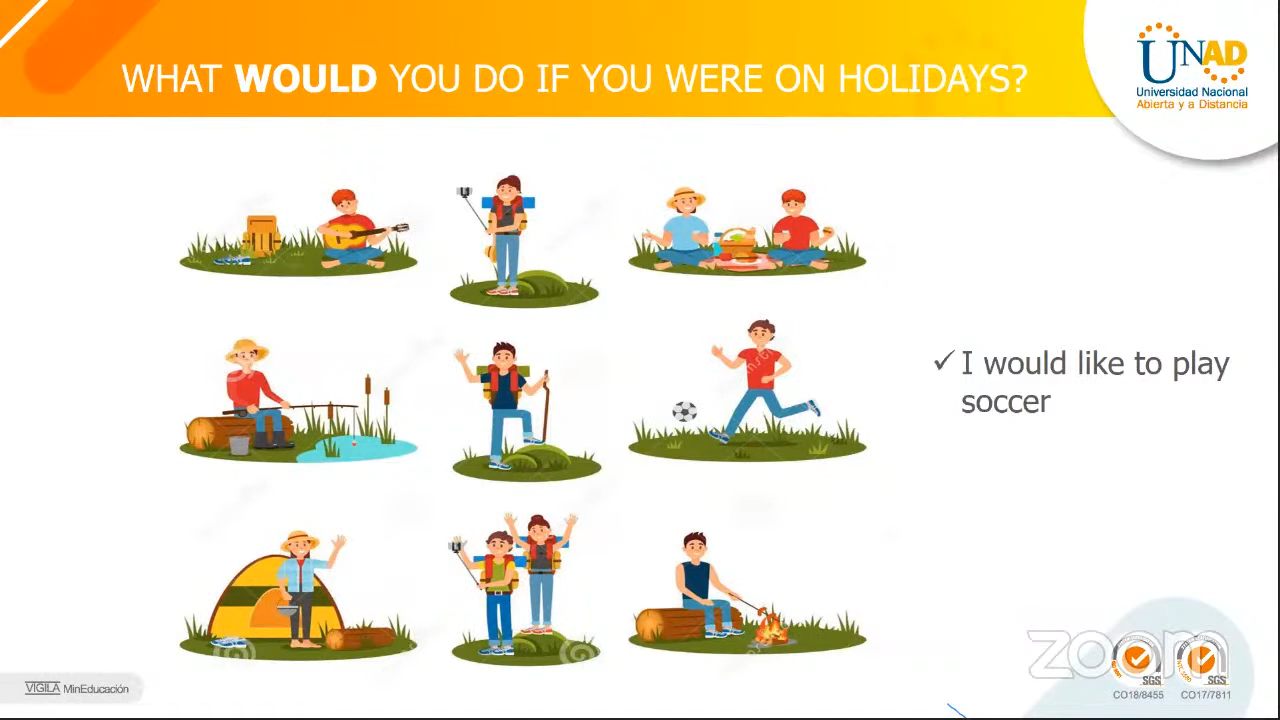 WHAT WOULD YOU DO IF YOU WERE ON HOLIDAYS?
UNAD
Universidad Nacional
Abierta y a Distancia
✓ I would like to play
soccer
zoom
SGS SGS
CO18/8455 CO17/7811
VIGILADA MinEducación